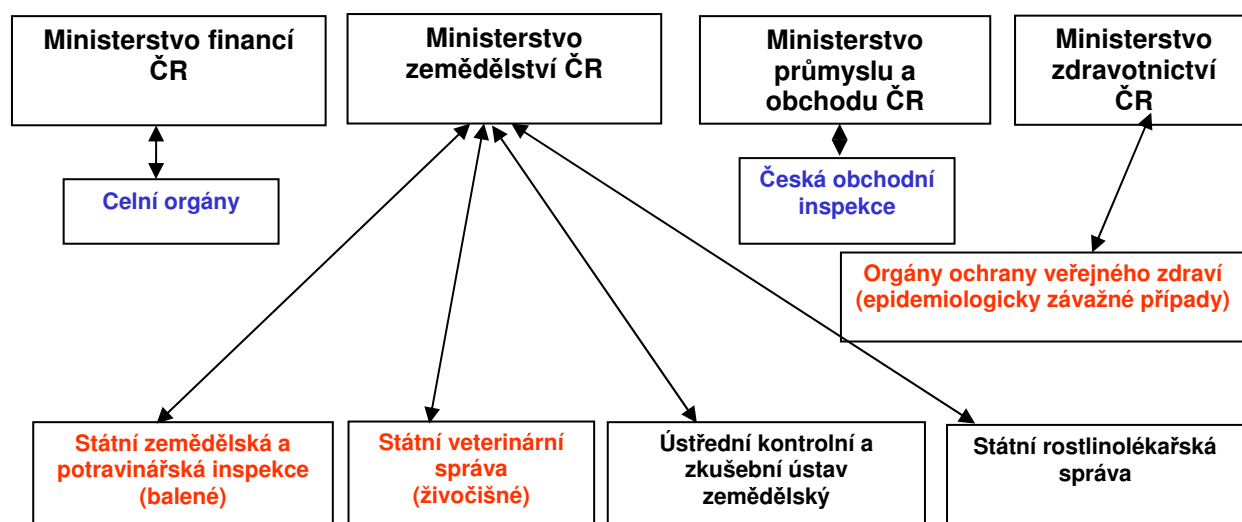 Ministerstvo financí
ČR
Ministerstvo
zemědělství ČR
Ministerstvo
průmyslu a
obchodu ČR
Ministerstvo
zdravotnictví
ČR
Celní orgány
Česká obchodní
inspekce
Orgány ochrany veřejného zdraví
(epidemiologicky závažné případy)
Státní zemědělská a
potravinářská inspekce
(balené)
Státní veterinární
správa
(živočišné)
Ústřední kontrolní a
zkušební ústav
zemědělský
Státní rostlinolékařská
správa